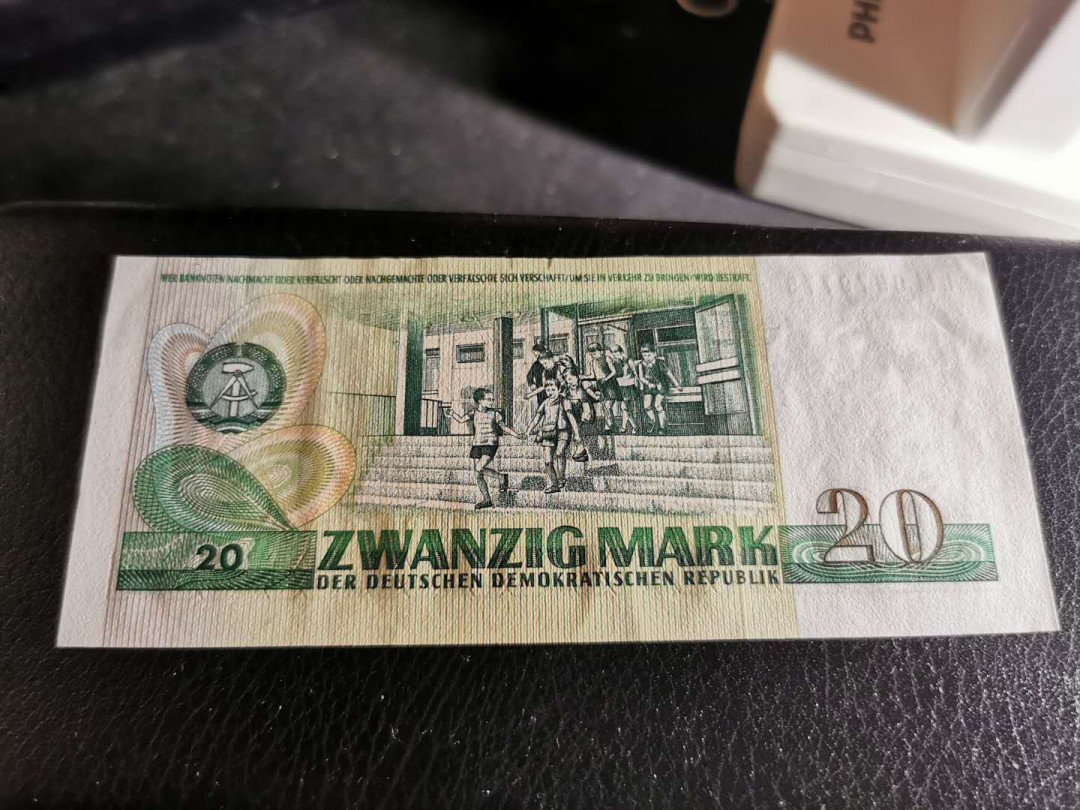 WER BANKNOTEN NACHMACHT ODER VERFÄLSCHT ODER NACHGEMACHTE ODER VERFÄLSCHTE SICH VERSCHAFFT/UM SIE IN VERKEHR ZU BRINGEN/WIRD BESTRAFT
20
ZWANZIG MARK
20
DER DEUTSCHEN DEMOKRATISCHEN REPUBLIK